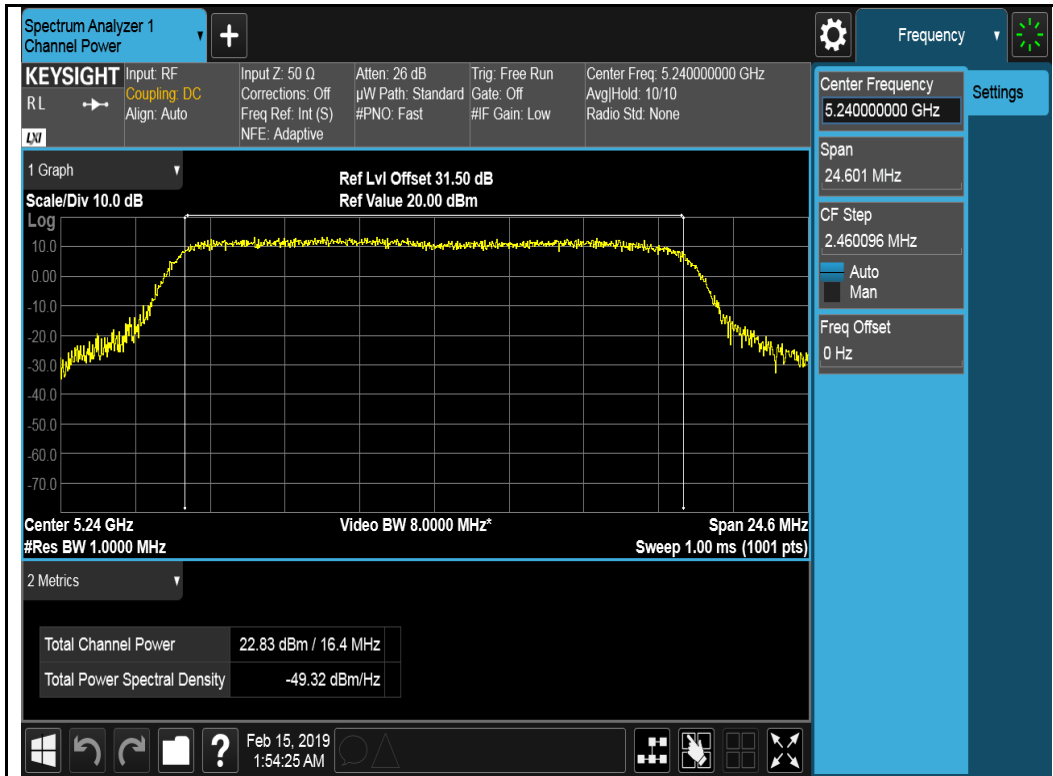 Spectrum Analyzer 1
Channel Power
+
Frequency
KEYSIGHT
RL
LXI
Input: RF
Coupling: DC
Align: Auto
Input Z: 50 Ω
Corrections: Off
Freq Ref: Int (S)
NFE: Adaptive
Atten: 26 dB
µW Path: Standard
#PNO: Fast
Trig: Free Run
Gate: Off
#IF Gain: Low
Center Freq: 5.240000000 GHz
Avg|Hold: 10/10
Radio Std: None
Center Frequency
5.240000000 GHz
Settings
Span
24.601 MHz
CF Step
2.460096 MHz
Auto
Man
Freq Offset
0 Hz
1 Graph
Scale/Div 10.0 dB
Ref Lvl Offset 31.50 dB
Ref Value 20.00 dBm
Log
10.0
0.00
-10.0
-20.0
-30.0
-40.0
-50.0
-60.0
-70.0
Center 5.24 GHz
#Res BW 1.0000 MHz
Video BW 8.0000 MHz*
Span 24.6 MHz
Sweep 1.00 ms (1001 pts)
2 Metrics
Total Channel Power 22.83 dBm / 16.4 MHz
Total Power Spectral Density -49.32 dBm/Hz
?
Feb 15, 2019
1:54:25 AM